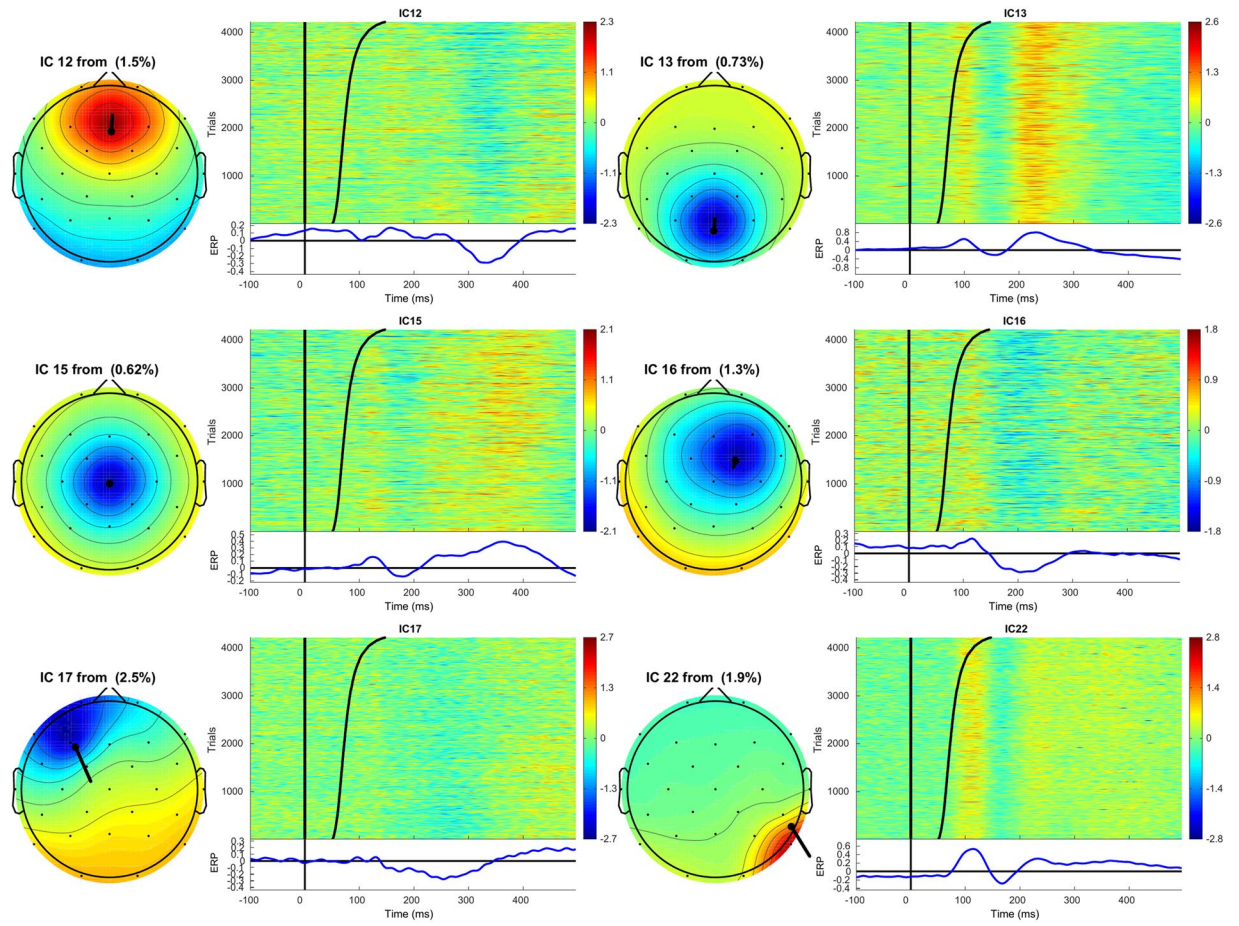 IC12
IC 12 from  (1.5%)
Trials
4000
3000
2000
1000
2.3
1.1
0
-1.1
-2.3
ERP
0.2
0.1
0
-0.1
-0.2
-0.3
-0.4
-100 0 100 200 300 400
Time (ms)
IC13
IC 13 from  (0.73%)
Trials
4000
3000
2000
1000
2.6
1.3
0
-1.3
-2.6
ERP
0.8
0.4
0
-0.4
-0.8
-100 0 100 200 300 400
Time (ms)
IC15
IC 15 from  (0.62%)
Trials
4000
3000
2000
1000
2.1
1.1
0
-1.1
-2.1
ERP
0.5
0.4
0.3
0.2
0.1
0
-0.1
-0.2
-100 0 100 200 300 400
Time (ms)
IC16
IC 16 from  (1.3%)
Trials
4000
3000
2000
1000
1.8
0.9
0
-0.9
-1.8
ERP
0.3
0.2
0.1
0
-0.1
-0.2
-0.3
-0.4
-100 0 100 200 300 400
Time (ms)
IC17
IC 17 from  (2.5%)
Trials
4000
3000
2000
1000
2.7
1.3
0
-1.3
-2.7
ERP
0.3
0.2
0.1
0
-0.1
-0.2
-0.3
-0.4
-100 0 100 200 300 400
Time (ms)
IC22
IC 22 from  (1.9%)
Trials
4000
3000
2000
1000
2.8
1.4
0
-1.4
-2.8
ERP
0.6
0.4
0.2
0
-0.2
-0.4
-100 0 100 200 300 400
Time (ms)